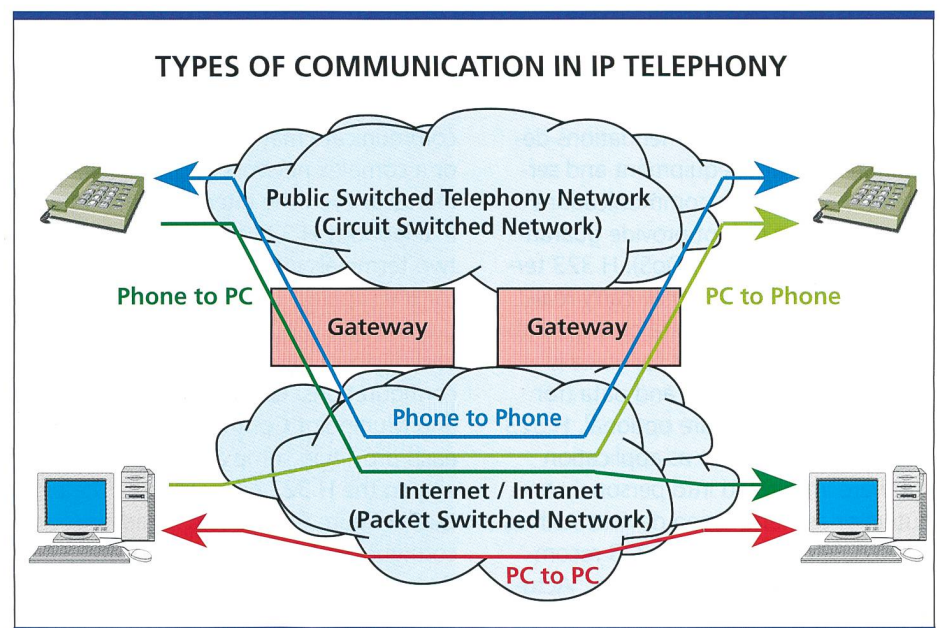 TYPES OF COMMUNICATION IN IP TELEPHONY
Public Switched Telephony Network
(Circuit Switched Network)
Phone to PC
PC to Phone
Gateway
Gateway
Phone to Phone
Internet / Intranet
(Packet Switched Network)
PC to PC